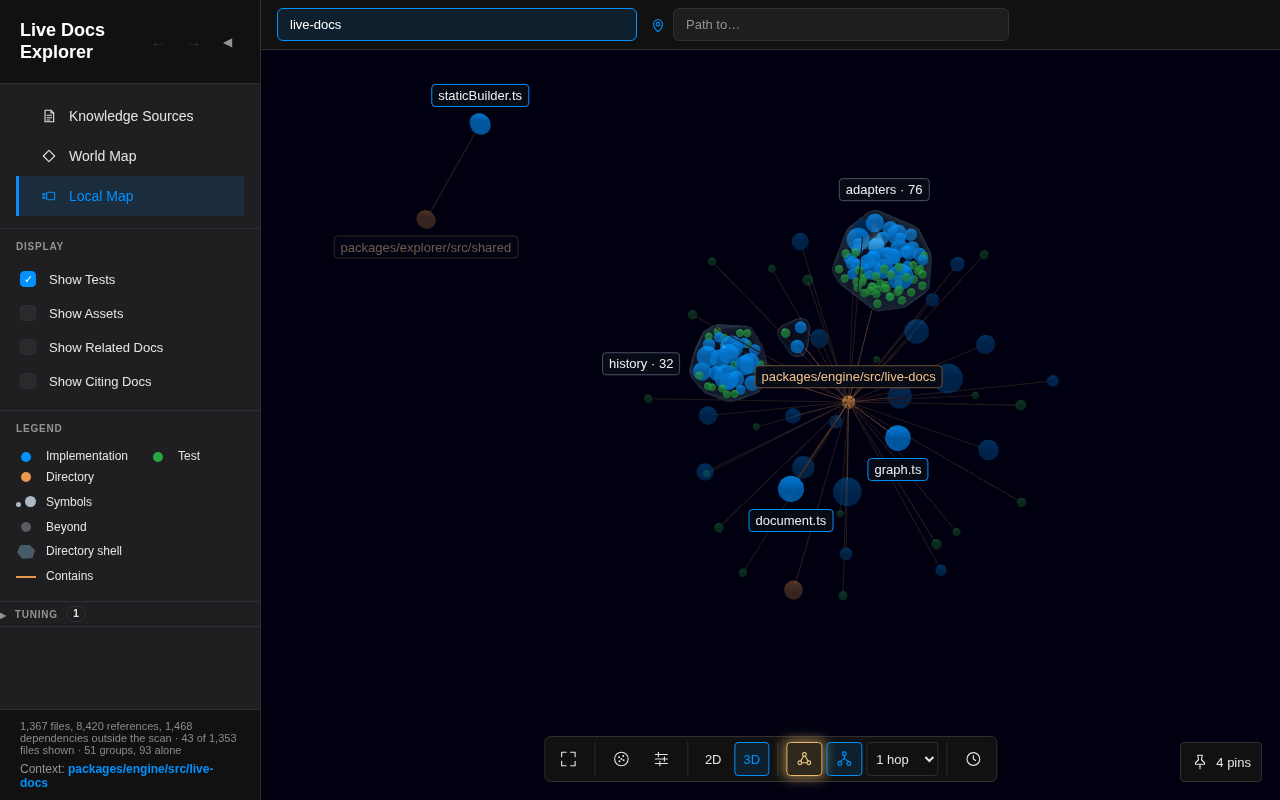 Live Docs
Explorer
← → ◀
live-docs
Path to…
Knowledge Sources
World Map
Local Map
DISPLAY
Show Tests
Show Assets
Show Related Docs
Show Citing Docs
LEGEND
Implementation
Test
Directory
Symbols
Beyond
Directory shell
Contains
TUNING 1
1,367 files, 8,420 references, 1,468
dependencies outside the scan · 43 of 1,353
files shown · 51 groups, 93 alone
Context: packages/engine/src/live-
docs
staticBuilder.ts
packages/explorer/src/shared
adapters · 76
history · 32
packages/engine/src/live-docs
graph.ts
document.ts
2D
3D
1 hop
4 pins